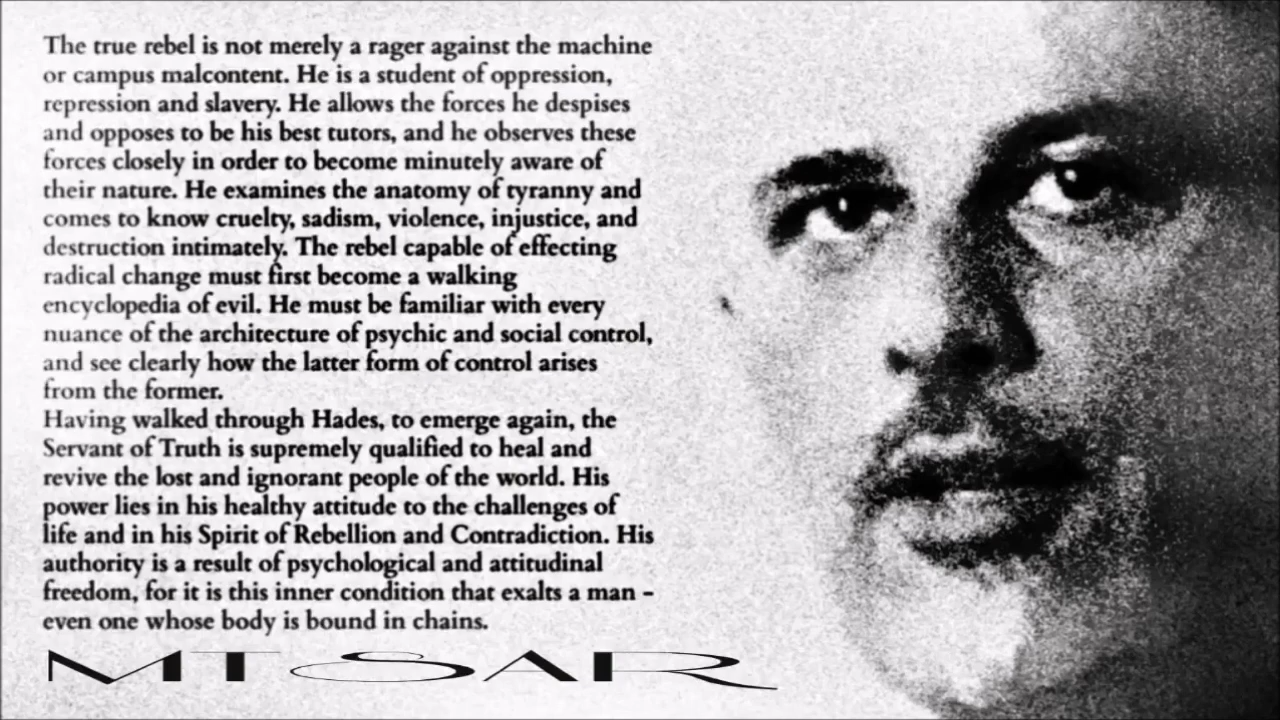 The true rebel is not merely a rager against the machine
or campus malcontent. He is a student of oppression,
repression and slavery. He allows the forces he despises
and opposes to be his best tutors, and he observes these
forces closely in order to become minutely aware of
their nature. He examines the anatomy of tyranny and
comes to know cruelty, sadism, violence, injustice, and
destruction intimately. The rebel capable of effecting
radical change must first become a walking
encyclopedia of evil. He must be familiar with every
nuance of the architecture of psychic and social control,
and see clearly how the latter form of control arises
from the former.
Having walked through Hades, to emerge again, the
Servant of Truth is supremely qualified to heal and
revive the lost and ignorant people of the world. His
power lies in his healthy attitude to the challenges of
life and in his Spirit of Rebellion and Contradiction. His
authority is a result of psychological and attitudinal
freedom, for it is this inner condition that exalts a man –
even one whose body is bound in chains.
MTSAR